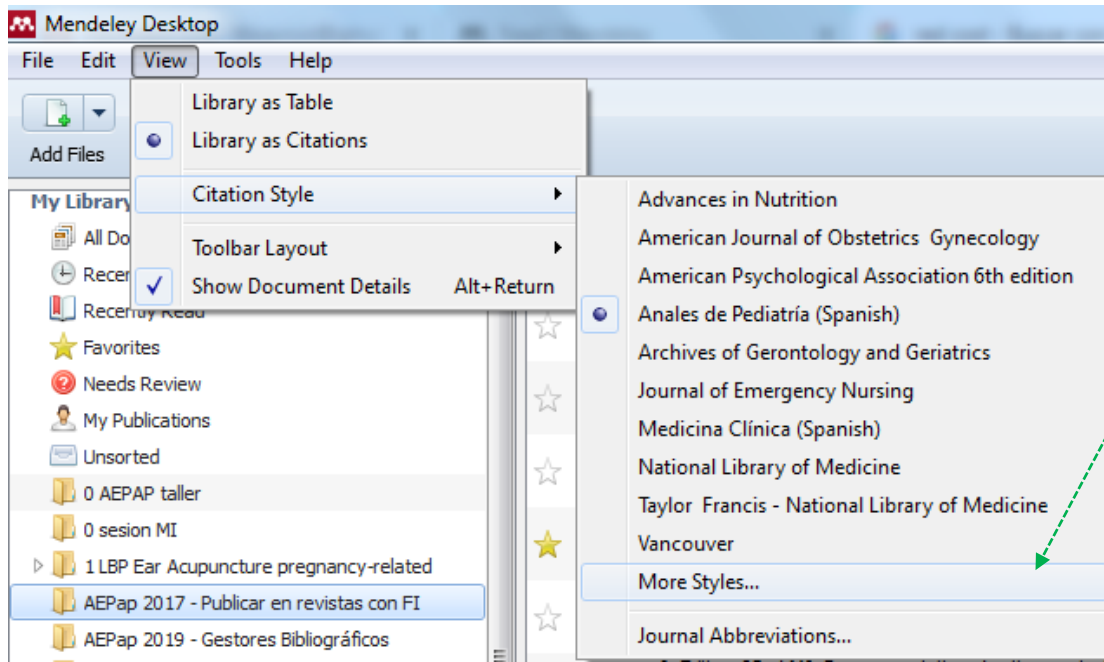 Mendeley Desktop
File Edit View Tools Help
Add Files
Library as Table
Library as Citations
Citation Style
Toolbar Layout
Show Document Details Alt+Return
My Library
All Do
Recen
Recently Read
Favorites
Needs Review
My Publications
Unsorted
0 AEPAP taller
0 sesion MI
1 LBP Ear Acupuncture pregnancy-related
AEPap 2017 - Publicar en revistas con FI
AEPap 2019 - Gestores Bibliográficos
Advances in Nutrition
American Journal of Obstetrics Gynecology
American Psychological Association 6th edition
Anales de Pediatría (Spanish)
Archives of Gerontology and Geriatrics
Journal of Emergency Nursing
Medicina Clínica (Spanish)
National Library of Medicine
Taylor Francis - National Library of Medicine
Vancouver
More Styles...
Journal Abbreviations...